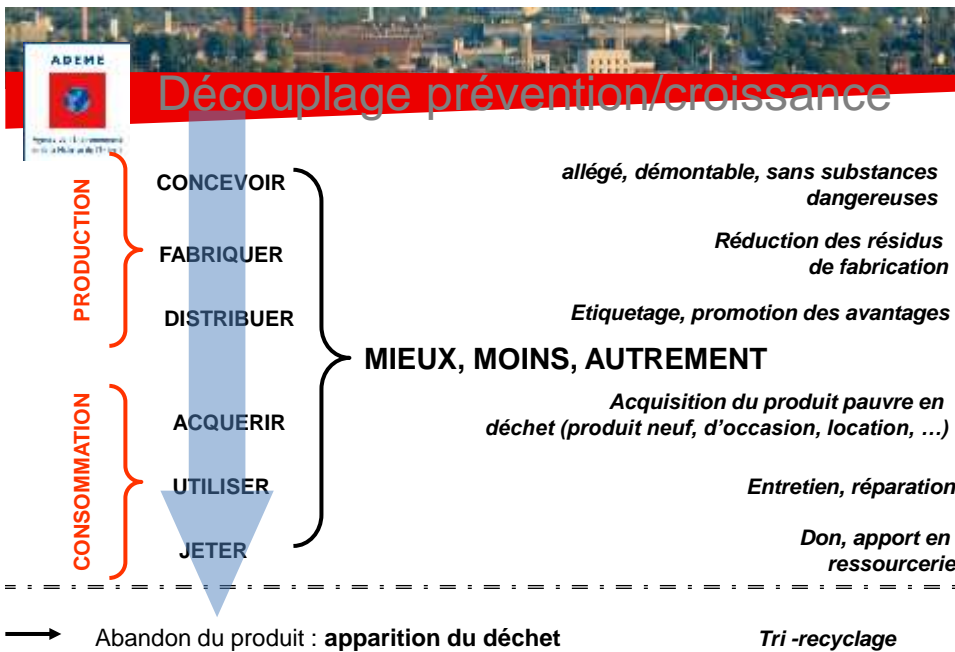 ADEME
Découplage prévention/croissance
PRODUCTION
CONCEVOIR
allégé, démontable, sans substances
dangereuses
FABRIQUER
Réduction des résidus
de fabrication
DISTRIBUER
Etiquetage, promotion des avantages
MIEUX, MOINS, AUTREMENT
CONSOMMATION
ACQUERIR
Acquisition du produit pauvre en
déchet (produit neuf, d'occasion, location, …)
UTILISER
Entretien, réparation
JETER
Don, apport en
ressourcerie
Abandon du produit : apparition du déchet
Tri -recyclage